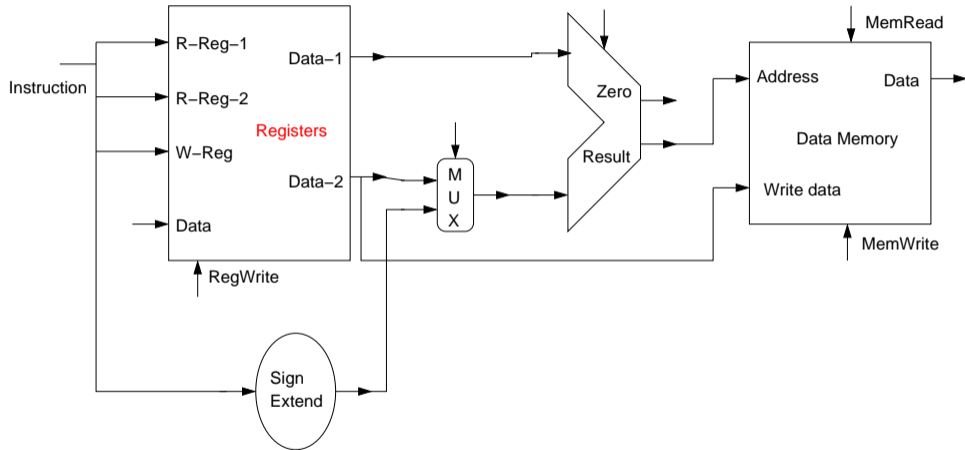 Instruction
R-Reg-1
R-Reg-2
W-Reg
Data
Registers
Data-1
Data-2
RegWrite
Sign
Extend
M
U
X
Zero
Result
MemRead
Address
Data
Data Memory
Write data
MemWrite